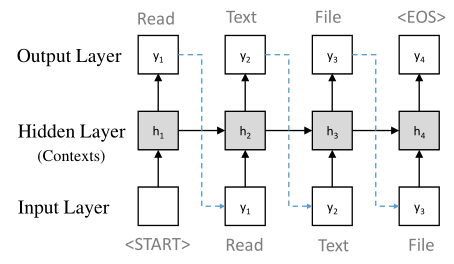 Read Text File <EOS>
Output Layer y1 y2 y3 y4
Hidden Layer h1 h2 h3 h4
(Contexts)
Input Layer y1 y2 y3
<START> Read Text File